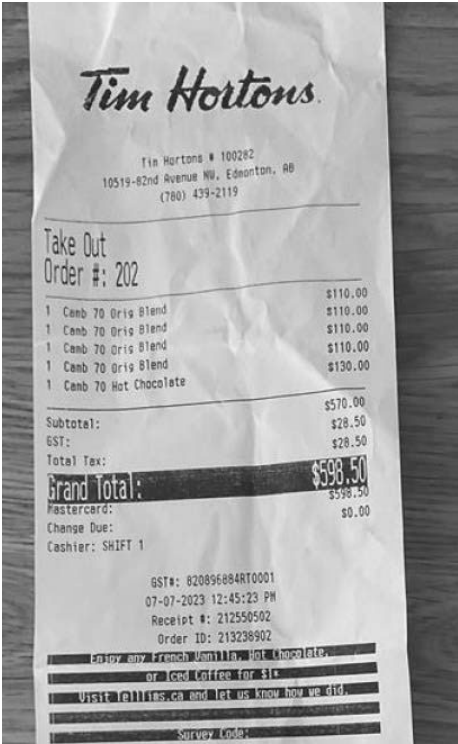 Tim Hortons.
Tim Hortons # 100282
10519-82nd Avenue NW, Edmonton, AB
(780) 439-2119
Take Out
Order #: 202
1 Camb 70 Orig Blend $110.00
1 Camb 70 Orig Blend $110.00
1 Camb 70 Orig Blend $110.00
1 Camb 70 Orig Blend $110.00
1 Camb 70 Hot Chocolate $130.00
Subtotal: $570.00
GST: $28.50
Total Tax: $28.50
Grand Total: $598.50
Mastercard: $598.50
Change Due: $0.00
Cashier: SHIFT 1
GST#: 820896884RT0001
07-07-2023 12:45:23 PM
Receipt #: 212550502
Order ID: 213238902
Enjoy any French Vanilla, Hot Chocolate,
or Iced Coffee for $1*
Visit Telltims.ca and let us know how we did.
Survey Code: